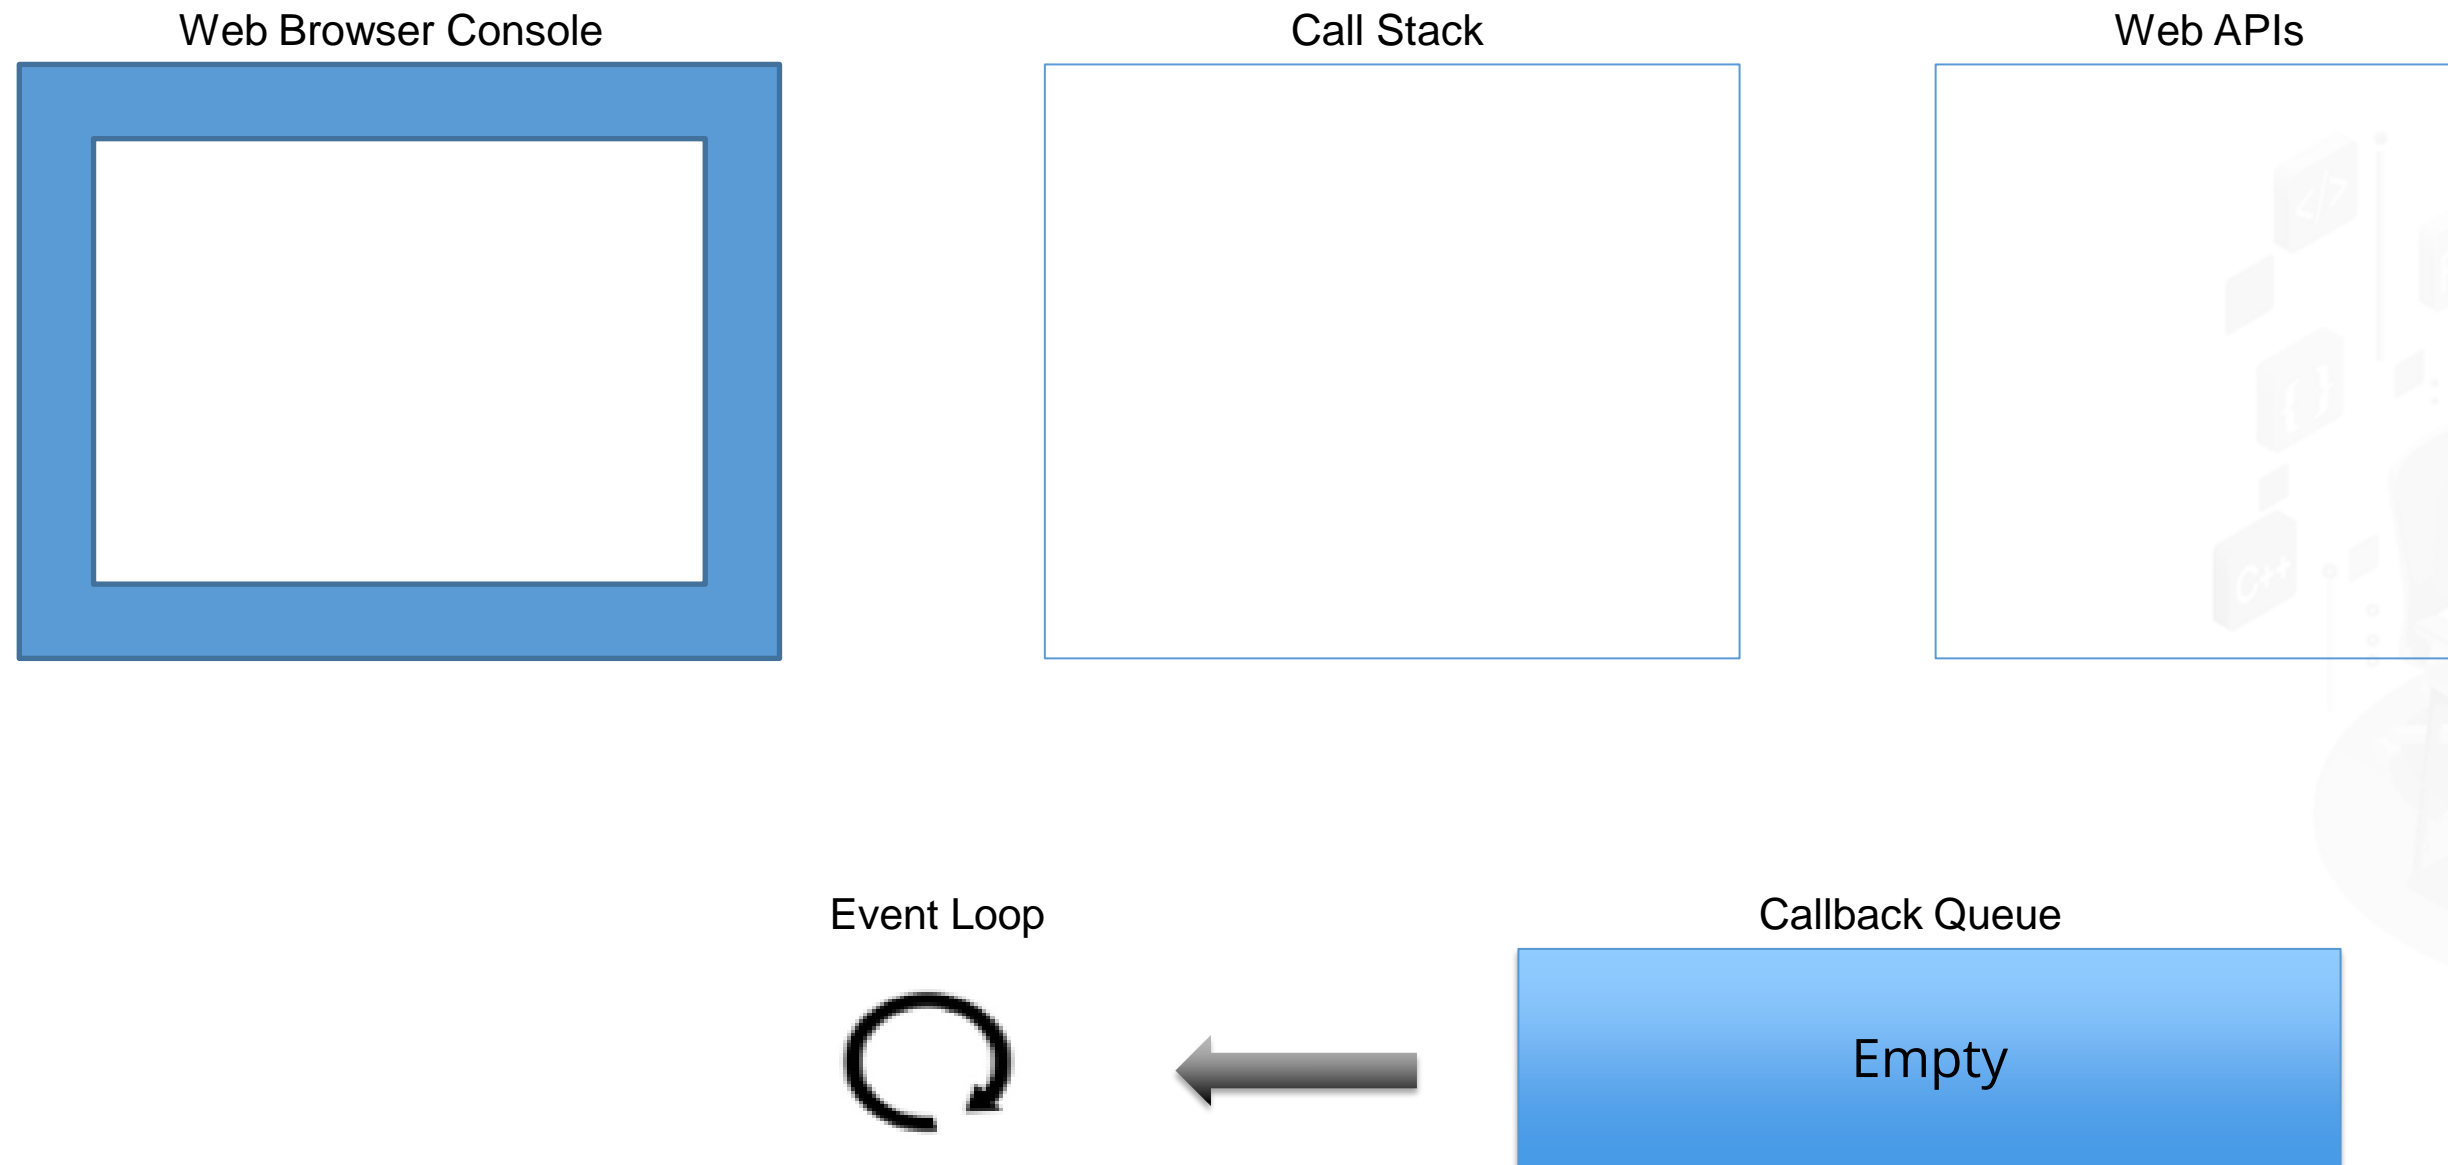 Web Browser Console
Call Stack
Web APIs
</>
{ }
C++
Event Loop
Callback Queue
Empty